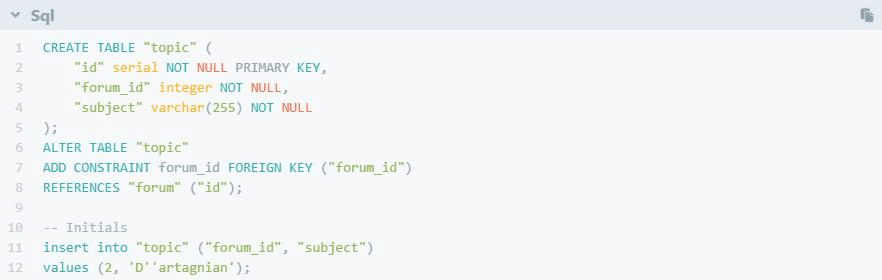 Sql
1 CREATE TABLE "topic" (
2     "id" serial NOT NULL PRIMARY KEY,
3     "forum_id" integer NOT NULL,
4     "subject" varchar(255) NOT NULL
5 );
6 ALTER TABLE "topic"
7 ADD CONSTRAINT forum_id FOREIGN KEY ("forum_id")
8 REFERENCES "forum" ("id");
9
10 -- Initials
11 insert into "topic" ("forum_id", "subject")
12 values (2, 'D''artagnian');